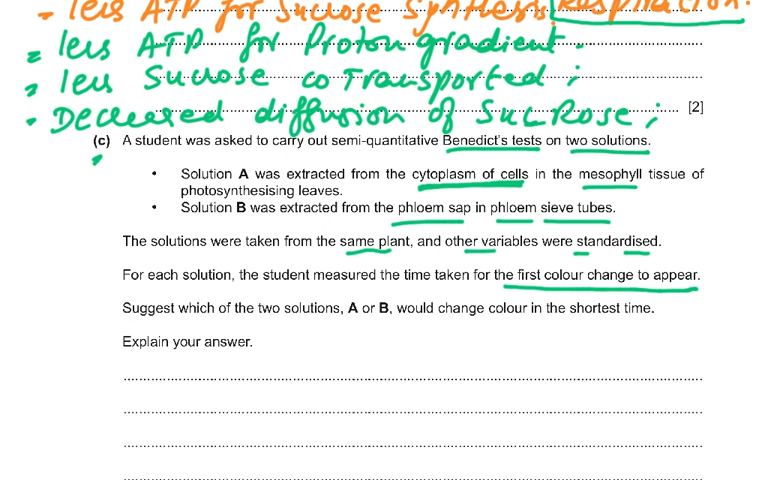 - less ATP for Sucrose Synthesis. Respiration.
= less ATP for Proton gradient.
, less Sucrose co Transported ;
• Decreased diffusion of SUCROSE ;
[2]
(c) A student was asked to carry out semi-quantitative Benedict's tests on two solutions.
• Solution A was extracted from the cytoplasm of cells in the mesophyll tissue of
photosynthesising leaves.
• Solution B was extracted from the phloem sap in phloem sieve tubes.
The solutions were taken from the same plant, and other variables were standardised.
For each solution, the student measured the time taken for the first colour change to appear.
Suggest which of the two solutions, A or B, would change colour in the shortest time.
Explain your answer.